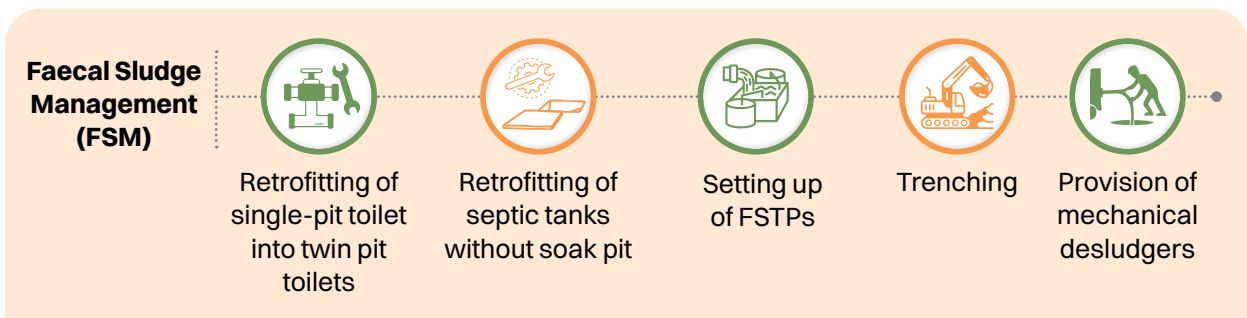 Faecal Sludge
Management
(FSM)
Retrofitting of
single-pit toilet
into twin pit
toilets
Retrofitting of
septic tanks
without soak pit
Setting up
of FSTPs
Trenching
Provision of
mechanical
desludgers